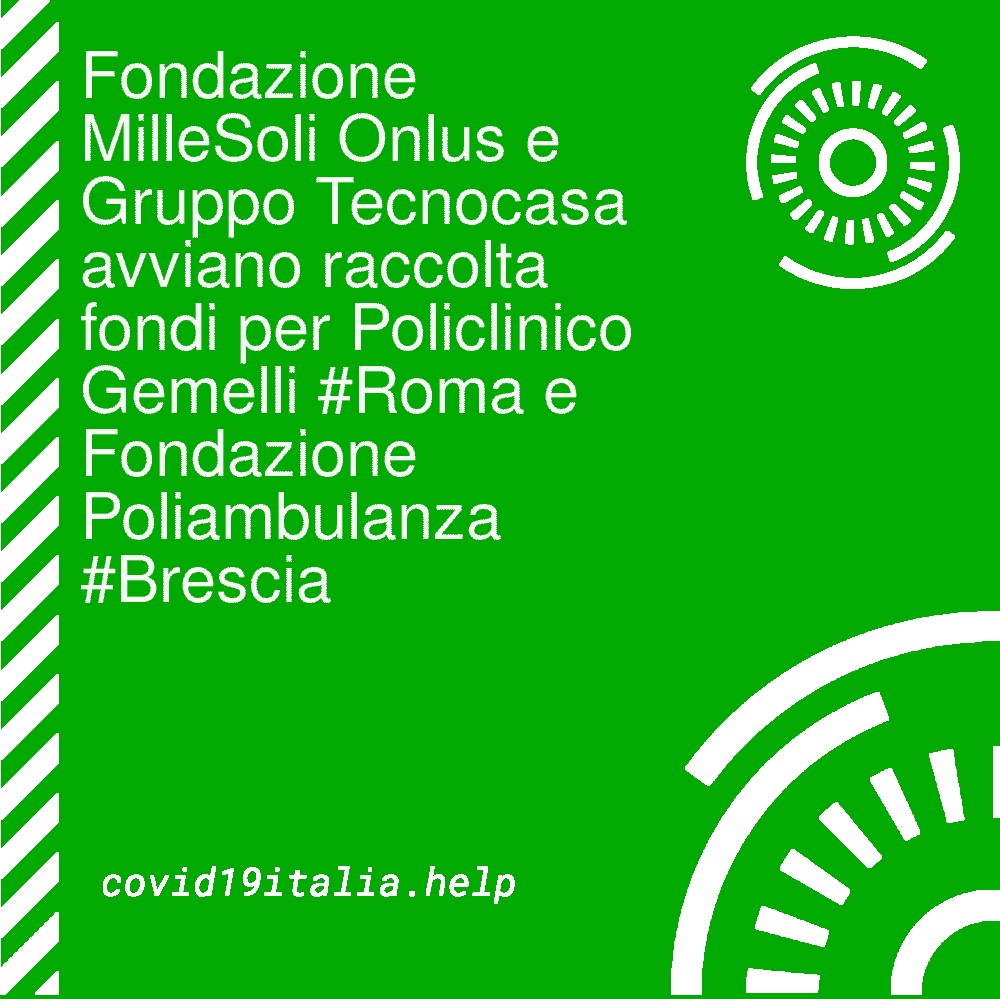 Fondazione
MilleSoli Onlus e
Gruppo Tecnocasa
avviano raccolta
fondi per Policlinico
Gemelli #Roma e
Fondazione
Poliambulanza
#Brescia
covid19italia.help